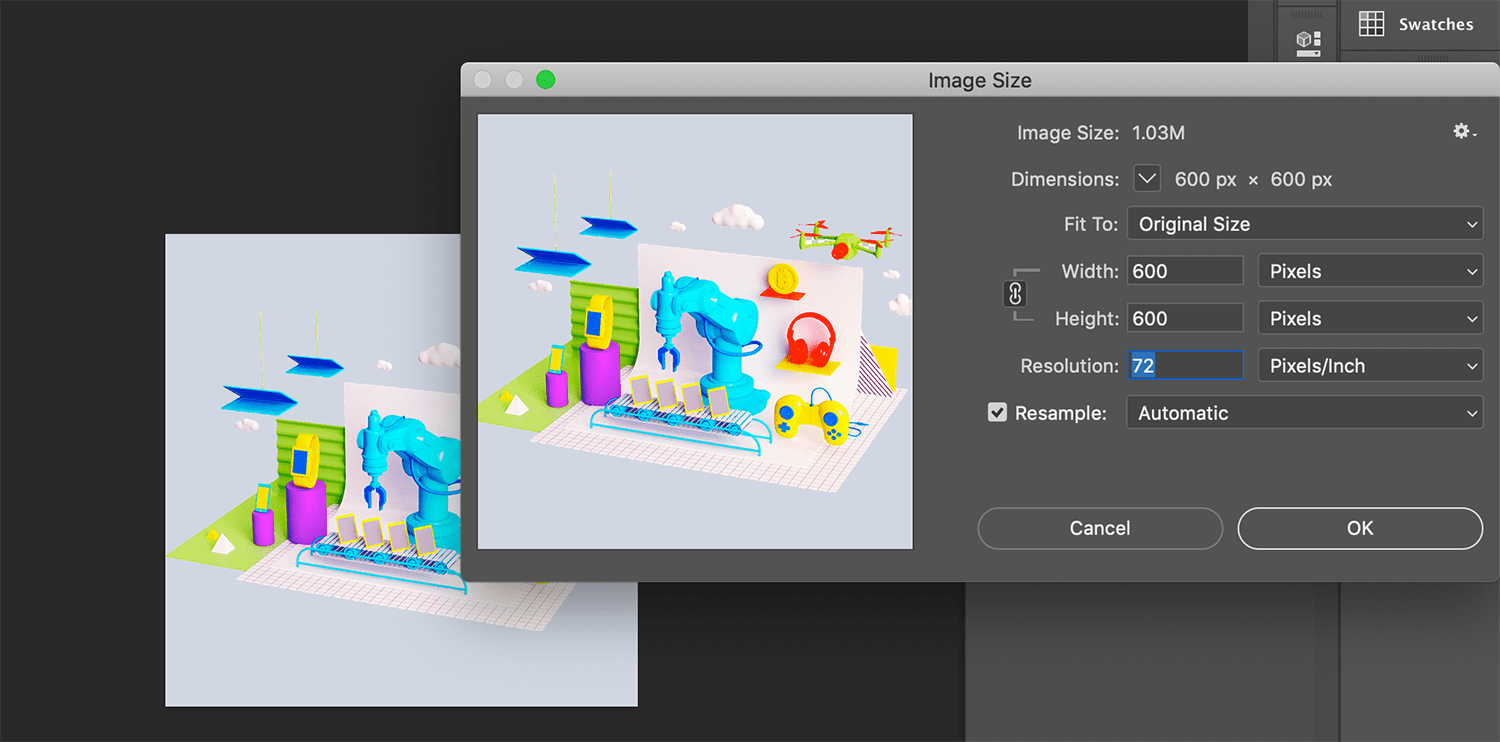 Swatches
Image Size
Image Size: 1.03M
Dimensions: 600 px × 600 px
Fit To: Original Size
Width: 600 Pixels
Height: 600 Pixels
Resolution: 72 Pixels/Inch
Resample: Automatic
Cancel OK